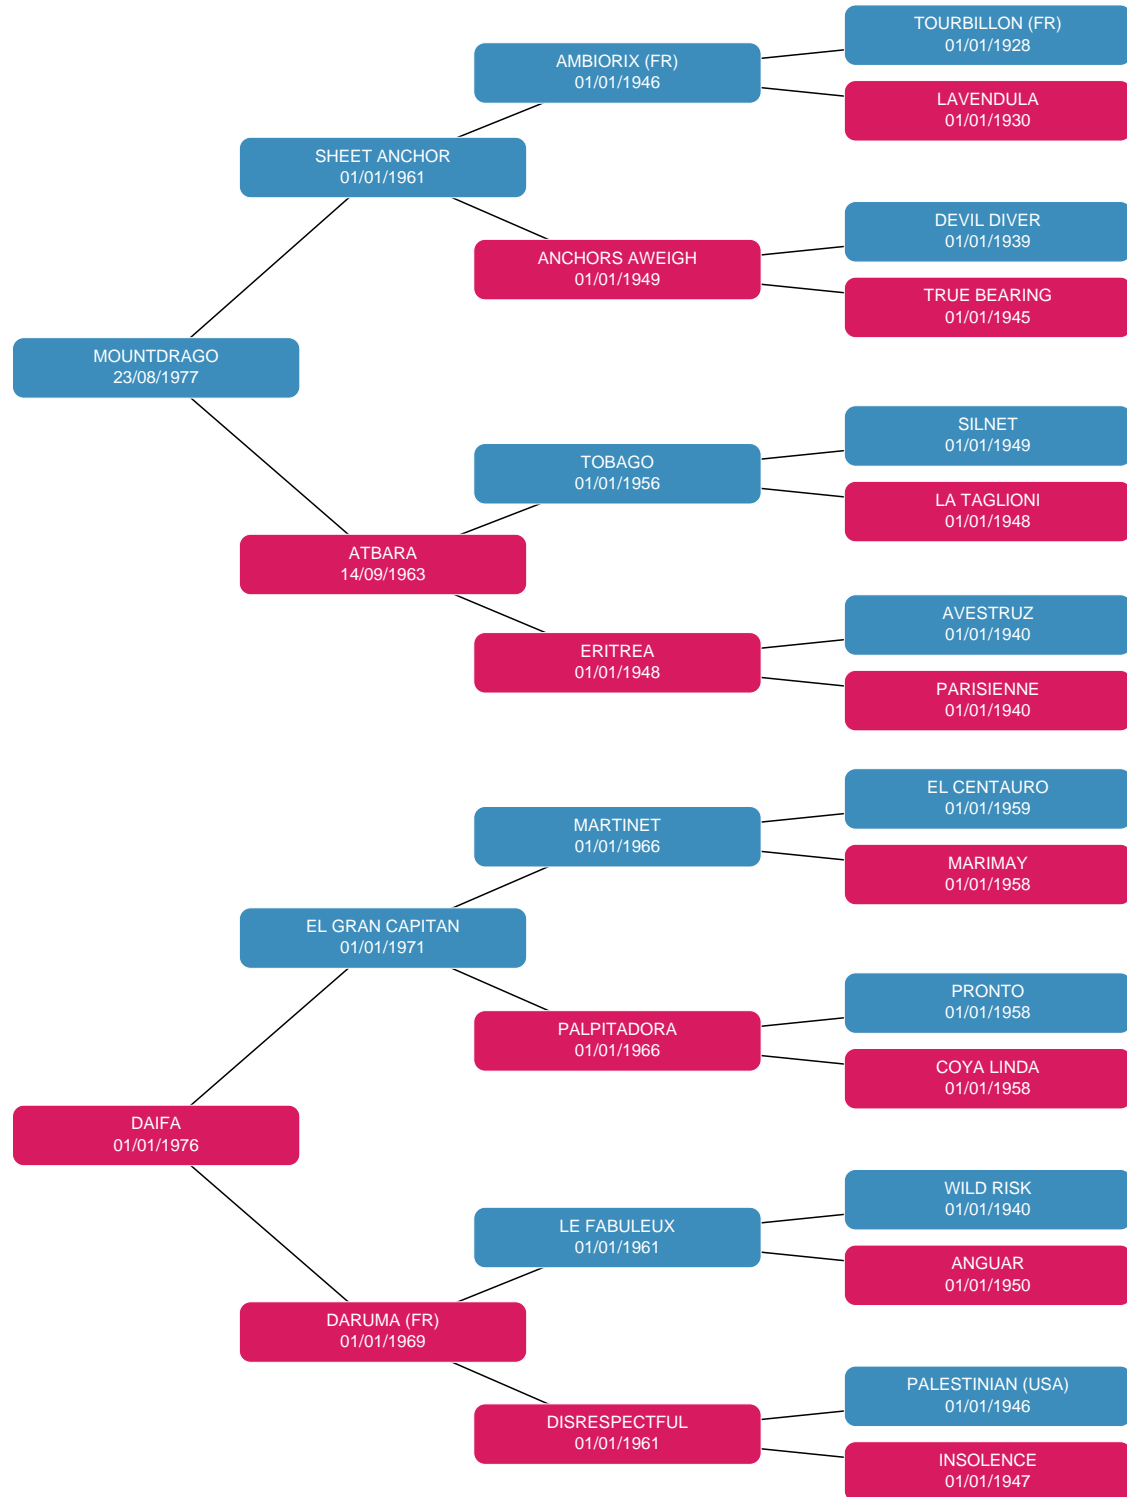 TOURBILLON (FR)
01/01/1928
AMBIORIX (FR)
01/01/1946
LAVENDULA
01/01/1930
SHEET ANCHOR
01/01/1961
DEVIL DIVER
01/01/1939
ANCHORS AWEIGH
01/01/1949
TRUE BEARING
01/01/1945
MOUNTDRAGO
23/08/1977
SILNET
01/01/1949
TOBAGO
01/01/1956
LA TAGLIONI
01/01/1948
ATBARA
14/09/1963
AVESTRUZ
01/01/1940
ERITREA
01/01/1948
PARISIENNE
01/01/1940
EL CENTAURO
01/01/1959
MARTINET
01/01/1966
MARIMAY
01/01/1958
EL GRAN CAPITAN
01/01/1971
PRONTO
01/01/1958
PALPITADORA
01/01/1966
COYA LINDA
01/01/1958
DAIFA
01/01/1976
WILD RISK
01/01/1940
LE FABULEUX
01/01/1961
ANGUAR
01/01/1950
DARUMA (FR)
01/01/1969
PALESTINIAN (USA)
01/01/1946
DISRESPECTFUL
01/01/1961
INSOLENCE
01/01/1947